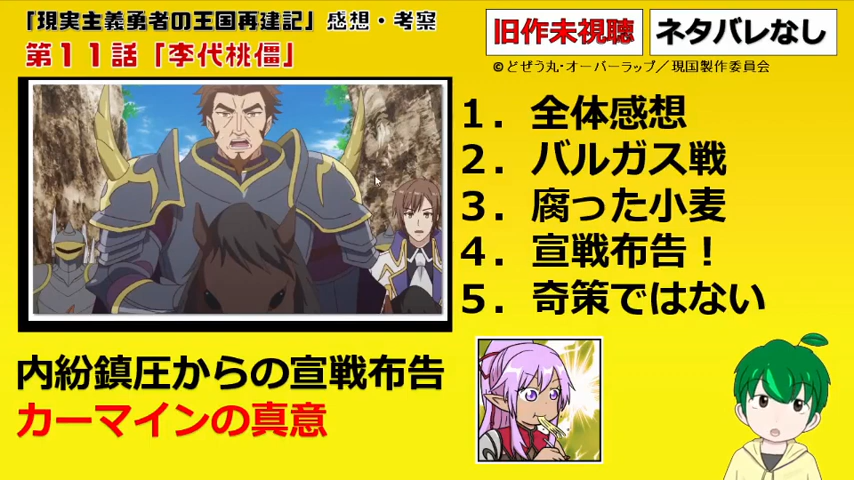 「現実主義勇者の王国再建記」感想・考察
第11話「李代桃僵」
旧作未視聴
ネタバレなし
©どぜう丸・オーバーラップ／現国製作委員会
1．全体感想
2．バルガス戦
3．腐った小麦
4．宣戦布告！
5．奇策ではない
内紛鎮圧からの宣戦布告
カーマインの真意